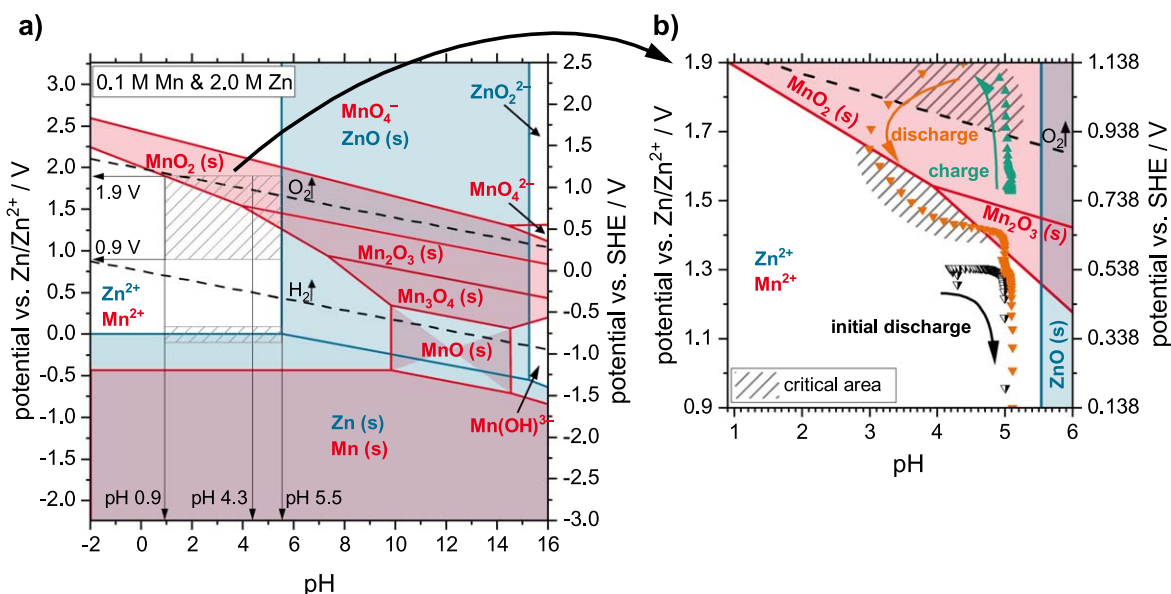 a)
0.1 M Mn & 2.0 M Zn
MnO₄⁻
ZnO (s)
ZnO₂²⁻
MnO₂ (s)
O₂
MnO₄²⁻
1.9 V
Mn₂O₃ (s)
0.9 V
H₂
Mn₃O₄ (s)
Zn²⁺
Mn²⁺
MnO (s)
Mn(OH)³⁻
Zn (s)
Mn (s)
pH 0.9
pH 4.3
pH 5.5
potential vs. Zn/Zn²⁺ / V
3.0
2.5
2.0
1.5
1.0
0.5
0.0
-0.5
-1.0
-1.5
-2.0
potential vs. SHE / V
2.5
2.0
1.5
1.0
0.5
0.0
-0.5
-1.0
-1.5
-2.0
-2.5
-3.0
-2 0 2 4 6 8 10 12 14 16
pH
b)
MnO₂ (s)
discharge
O₂
charge
Mn₂O₃ (s)
Zn²⁺
Mn²⁺
initial discharge
ZnO (s)
critical area
potential vs. Zn/Zn²⁺ / V
1.9
1.7
1.5
1.3
1.1
0.9
potential vs. SHE / V
1.138
0.938
0.738
0.538
0.338
0.138
1 2 3 4 5 6
pH